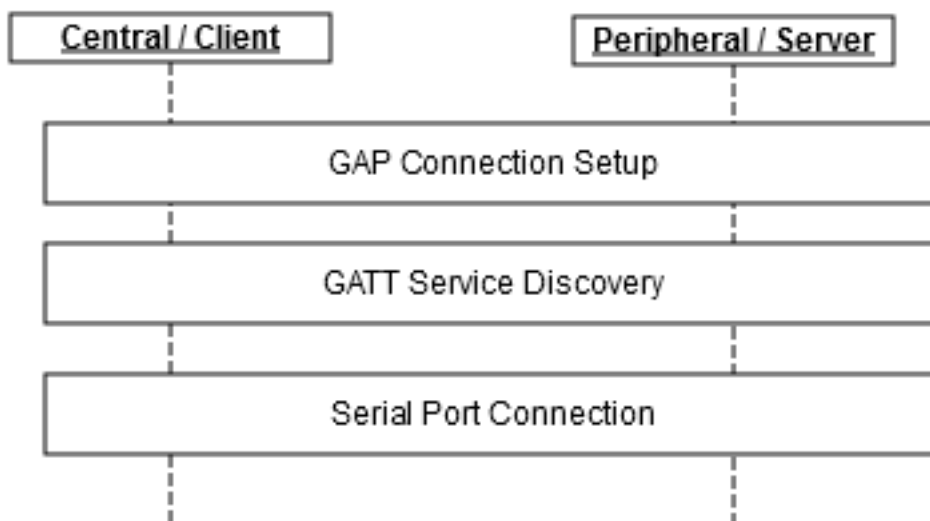 Central / Client
Peripheral / Server
GAP Connection Setup
GATT Service Discovery
Serial Port Connection